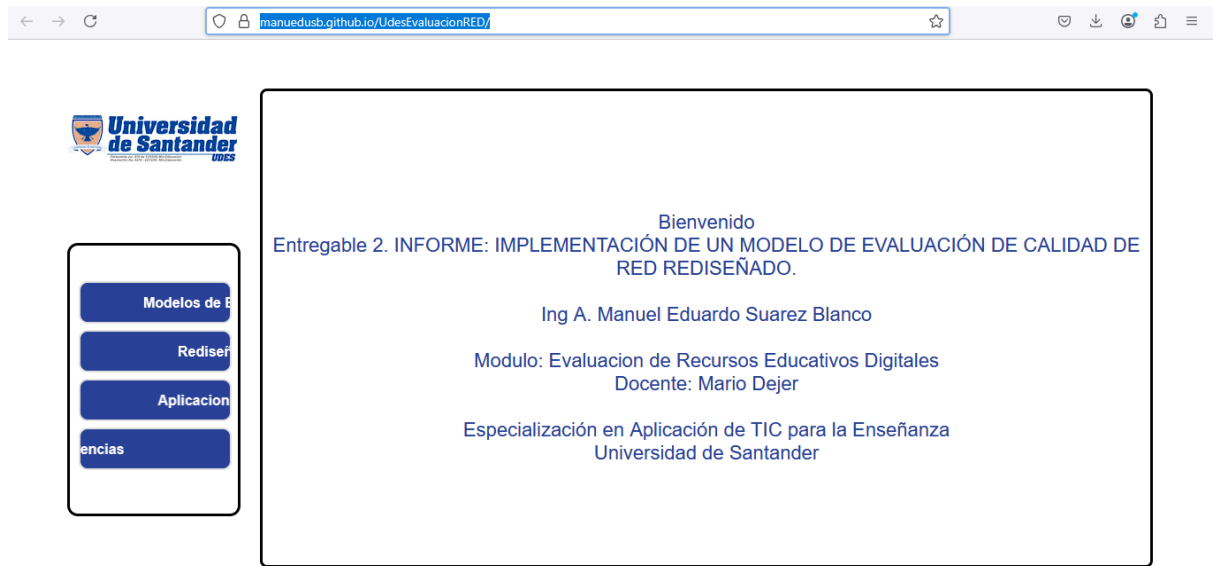 manuedusb.github.io/UdesEvaluacionRED/
Universidad
de Santander
UDES
Modelos de E
Rediseñ
Aplicacion
encias
Bienvenido
Entregable 2. INFORME: IMPLEMENTACIÓN DE UN MODELO DE EVALUACIÓN DE CALIDAD DE
RED REDISEÑADO.
Ing A. Manuel Eduardo Suarez Blanco
Modulo: Evaluacion de Recursos Educativos Digitales
Docente: Mario Dejer
Especialización en Aplicación de TIC para la Enseñanza
Universidad de Santander